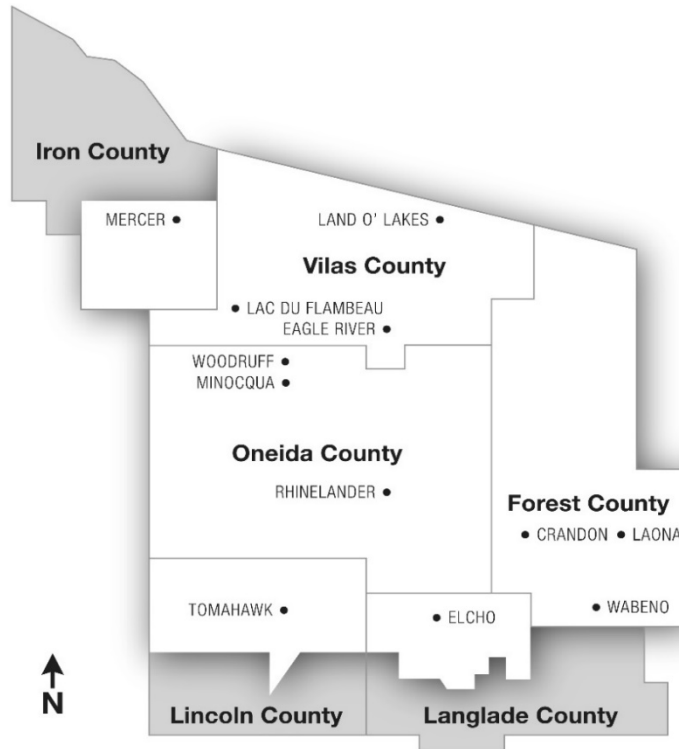 Iron County
MERCER
LAND O' LAKES
Vilas County
LAC DU FLAMBEAU
EAGLE RIVER
WOODRUFF
MINOCQUA
Oneida County
RHINELANDER
Forest County
CRANDON LAONA
TOMAHAWK
ELCHO
WABENO
N
Lincoln County
Langlade County